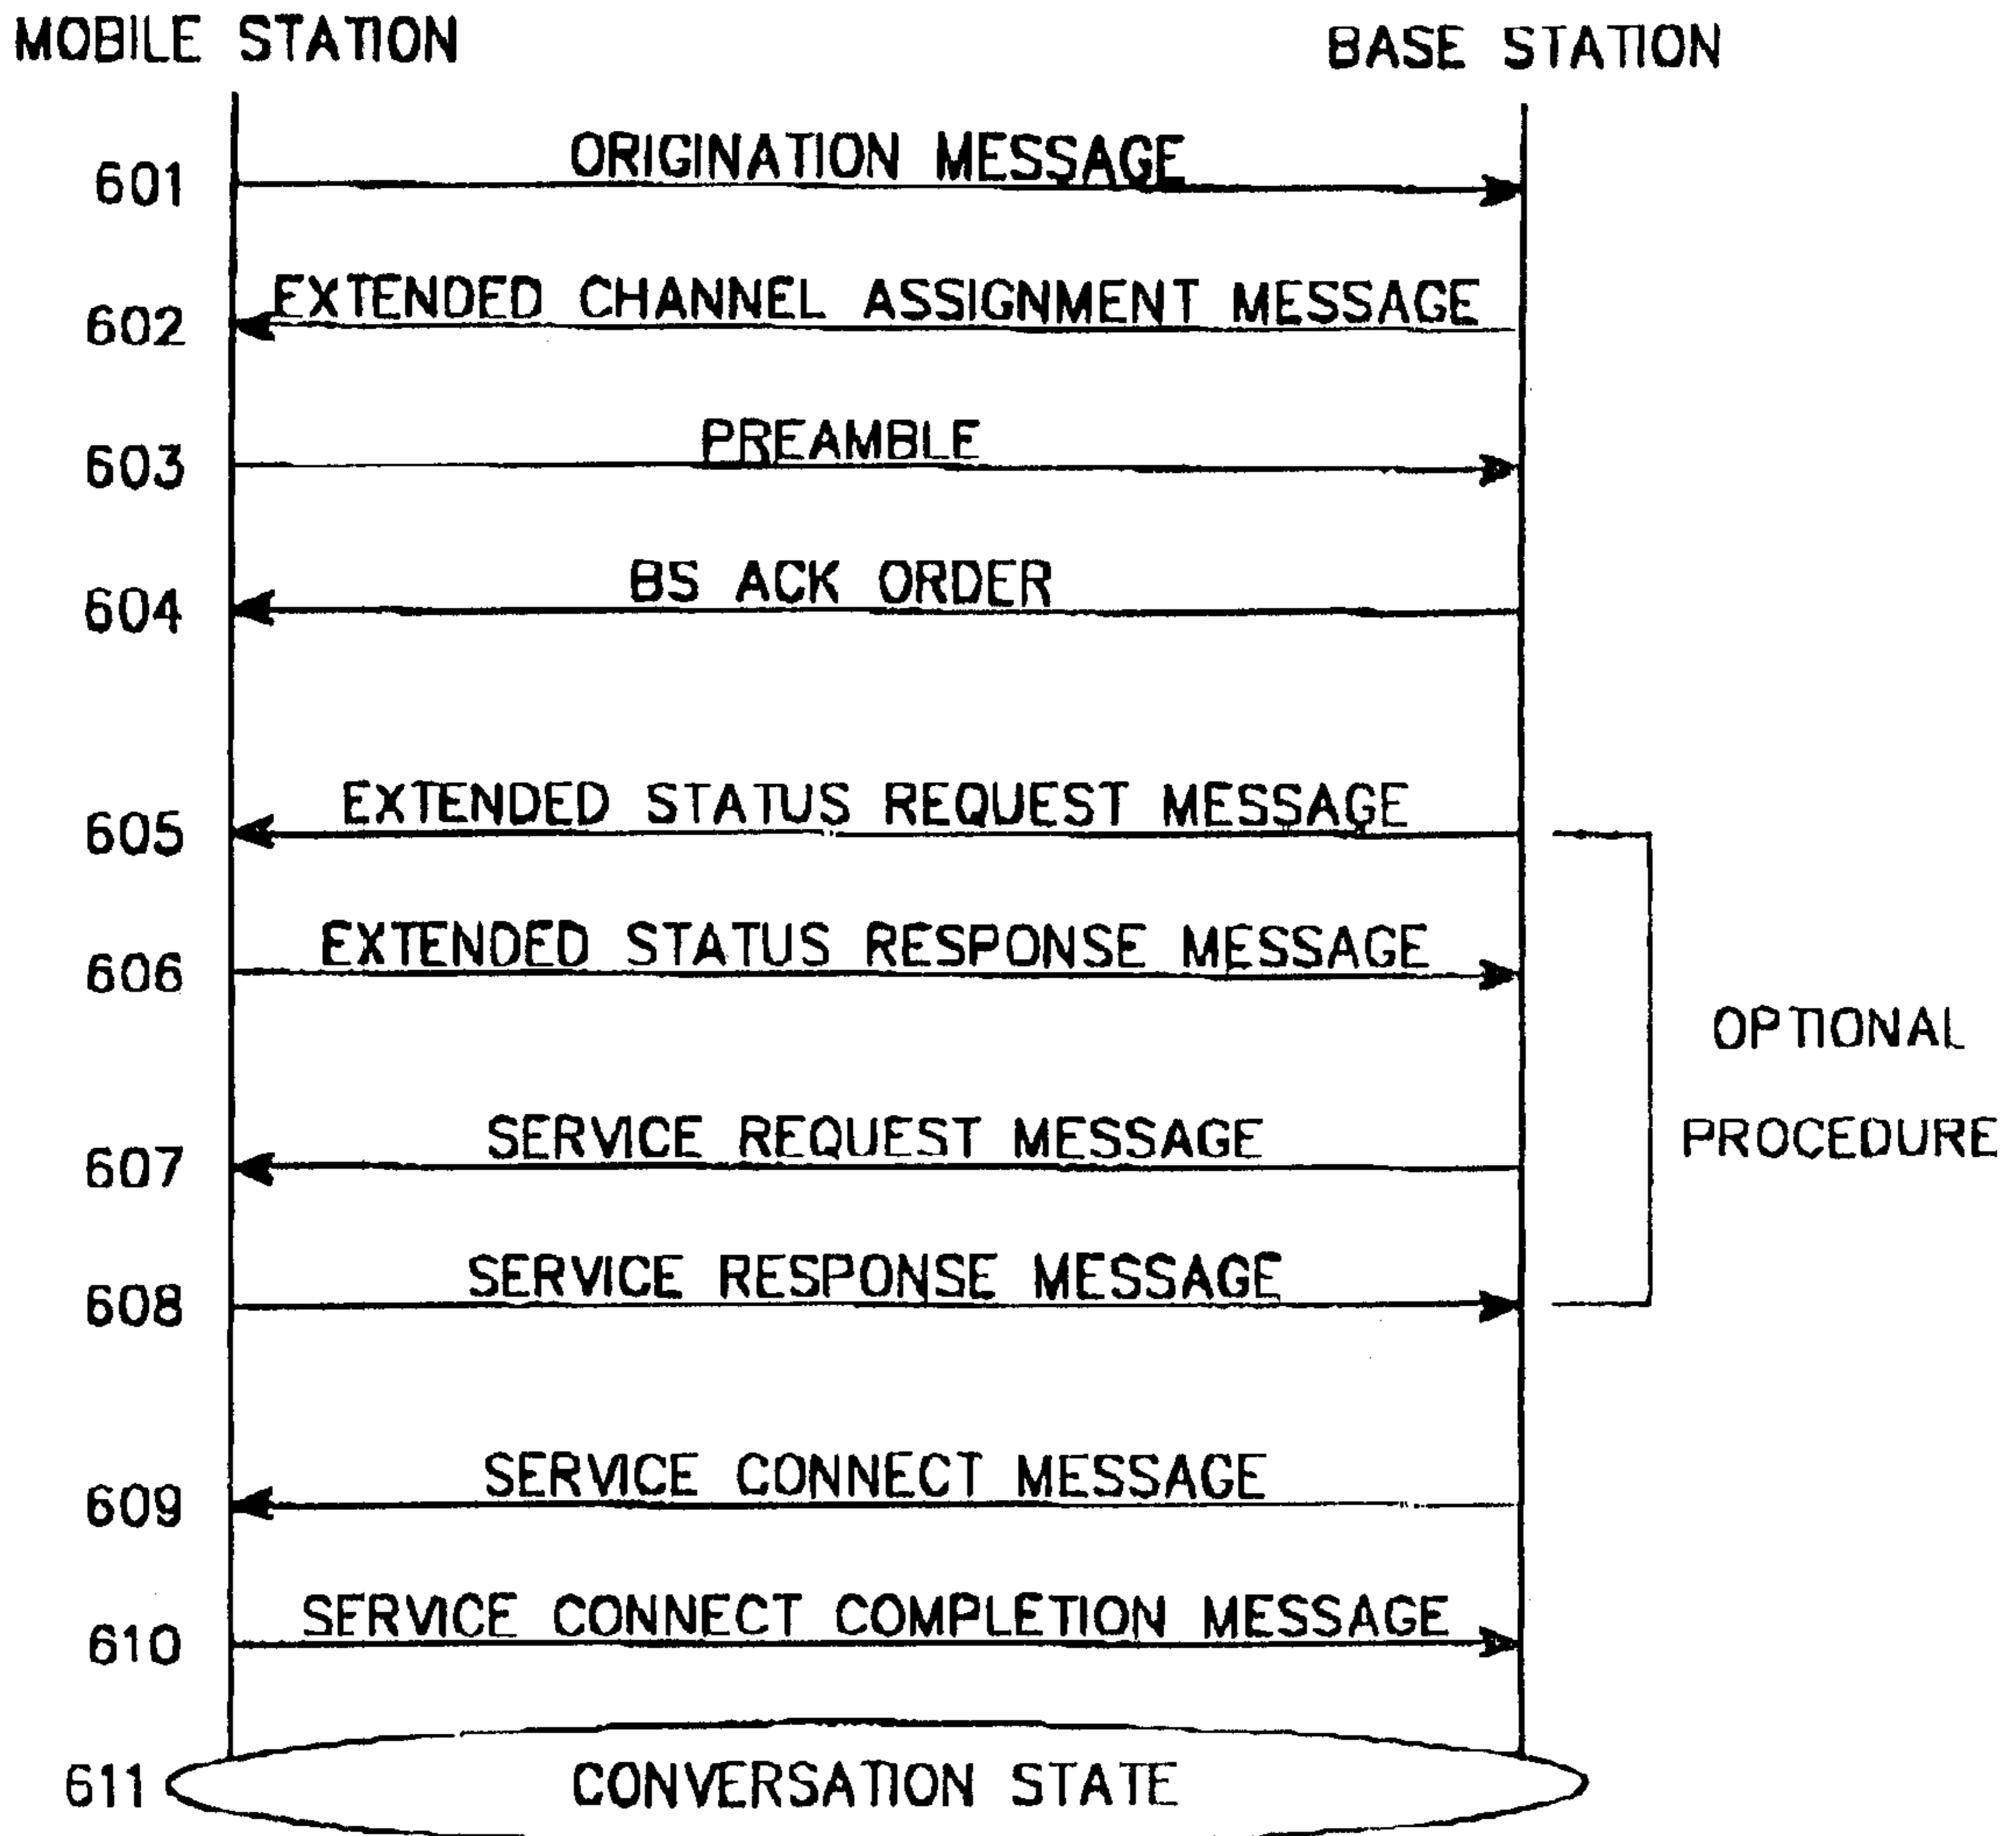 MOBILE STATION
BASE STATION
601
ORIGINATION MESSAGE
602
EXTENDED CHANNEL ASSIGNMENT MESSAGE
603
PREAMBLE
604
BS ACK ORDER
605
EXTENDED STATUS REQUEST MESSAGE
606
EXTENDED STATUS RESPONSE MESSAGE
OPTIONAL
PROCEDURE
607
SERVICE REQUEST MESSAGE
608
SERVICE RESPONSE MESSAGE
609
SERVICE CONNECT MESSAGE
610
SERVICE CONNECT COMPLETION MESSAGE
611
CONVERSATION STATE